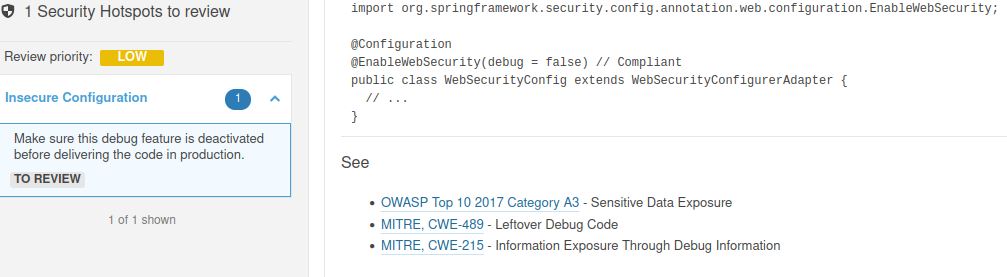 1 Security Hotspots to review
Review priority: LOW
Insecure Configuration 1
Make sure this debug feature is deactivated
before delivering the code in production.
TO REVIEW
1 of 1 shown
import org.springframework.security.config.annotation.web.configuration.EnableWebSecurity;
@Configuration
@EnableWebSecurity(debug = false) // Compliant
public class WebSecurityConfig extends WebSecurityConfigurerAdapter {
// ...
}
See
• OWASP Top 10 2017 Category A3 - Sensitive Data Exposure
• MITRE, CWE-489 - Leftover Debug Code
• MITRE, CWE-215 - Information Exposure Through Debug Information